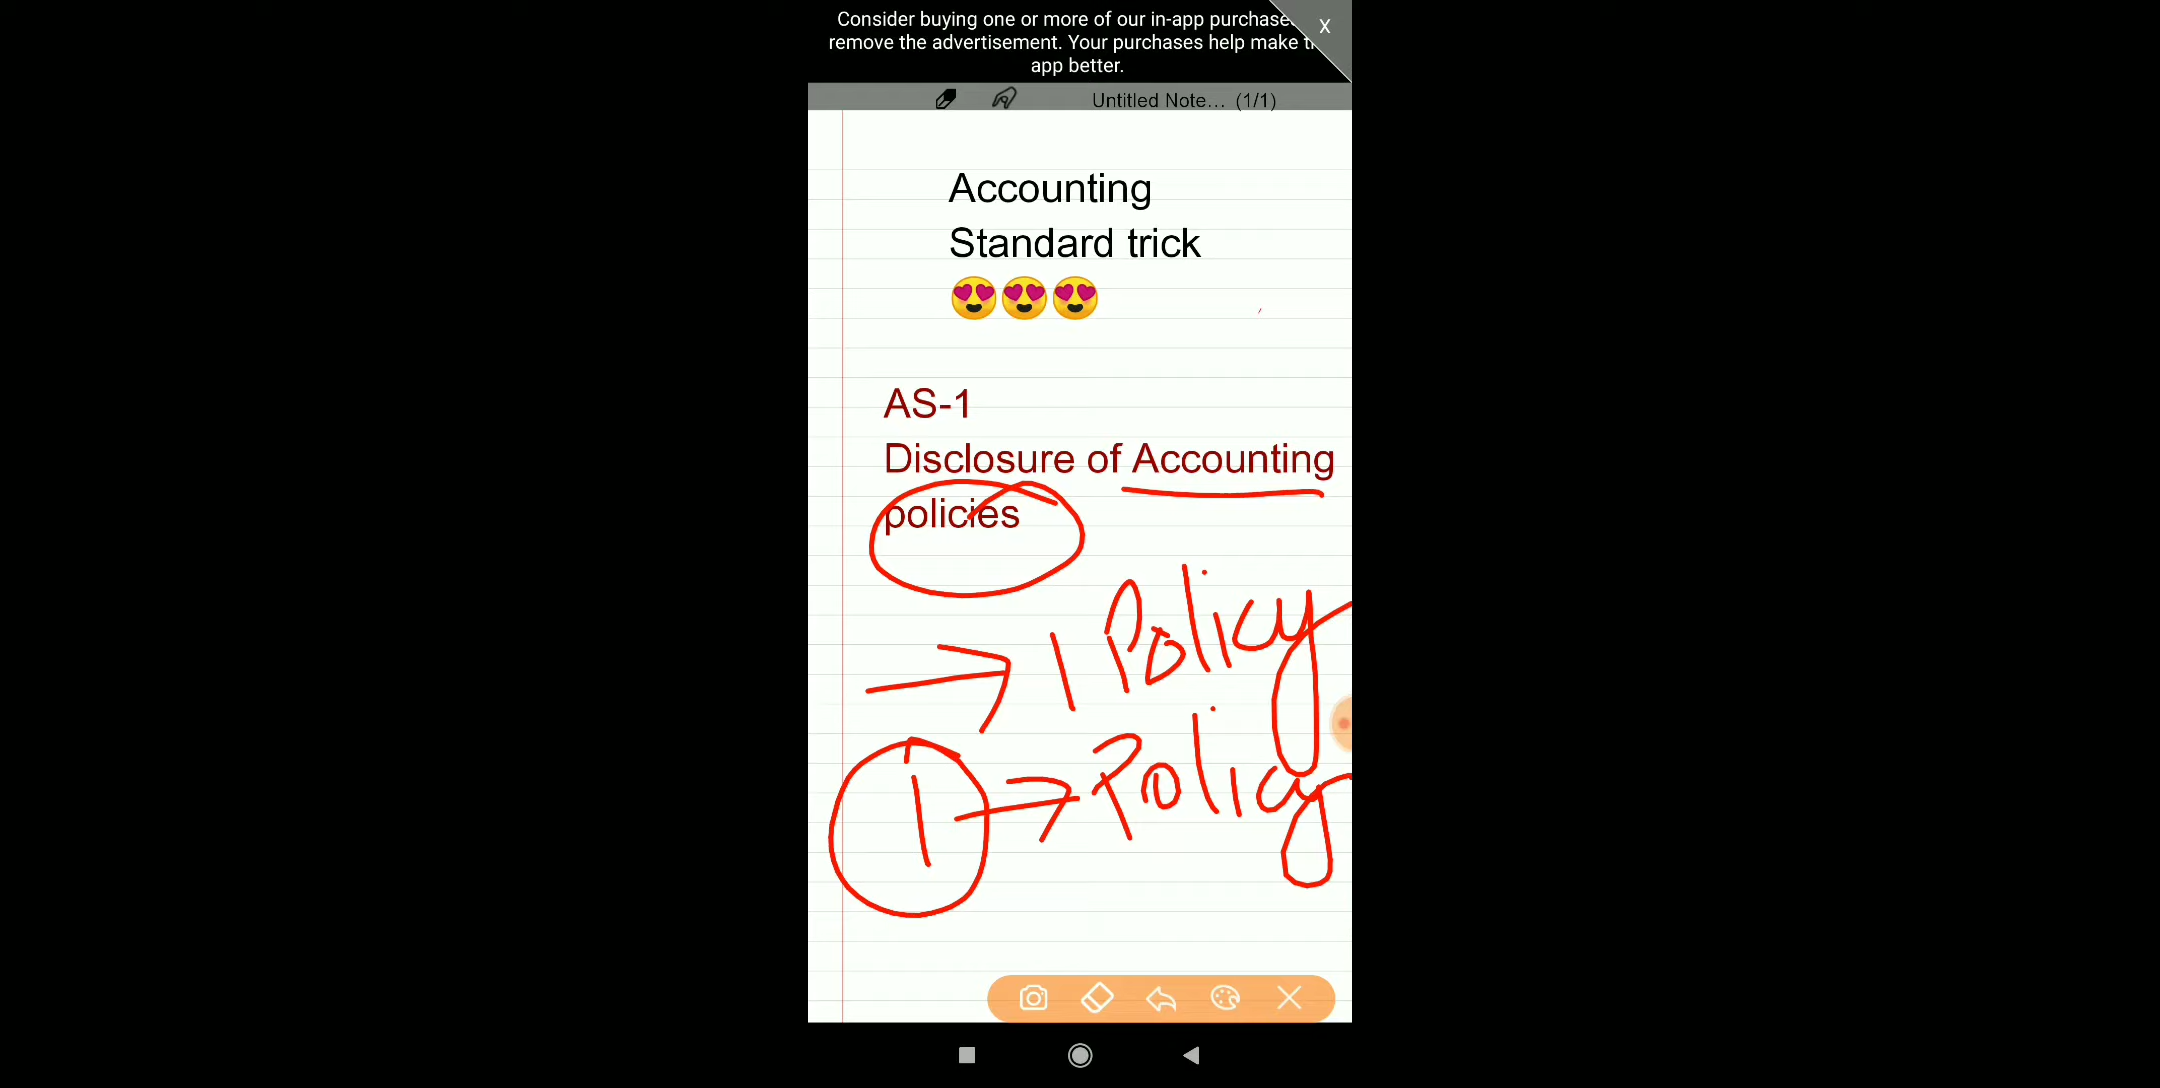 Consider buying one or more of our in-app purchase
remove the advertisement. Your purchases help make
app better.
X
Untitled Note... (1/1)
Accounting
Standard trick
😍😍😍
AS-1
Disclosure of Accounting
policies
→ 1 Policy
1 → Policy